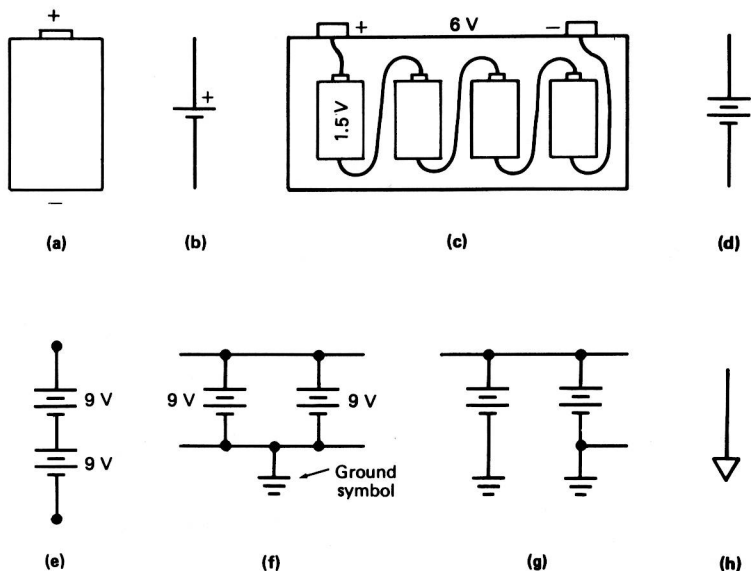 +
−
(a)
+
(b)
+ 6 V −
1.5 V
(c)
(d)
9 V
9 V
(e)
9 V 9 V
Ground
symbol
(f)
(g)
(h)